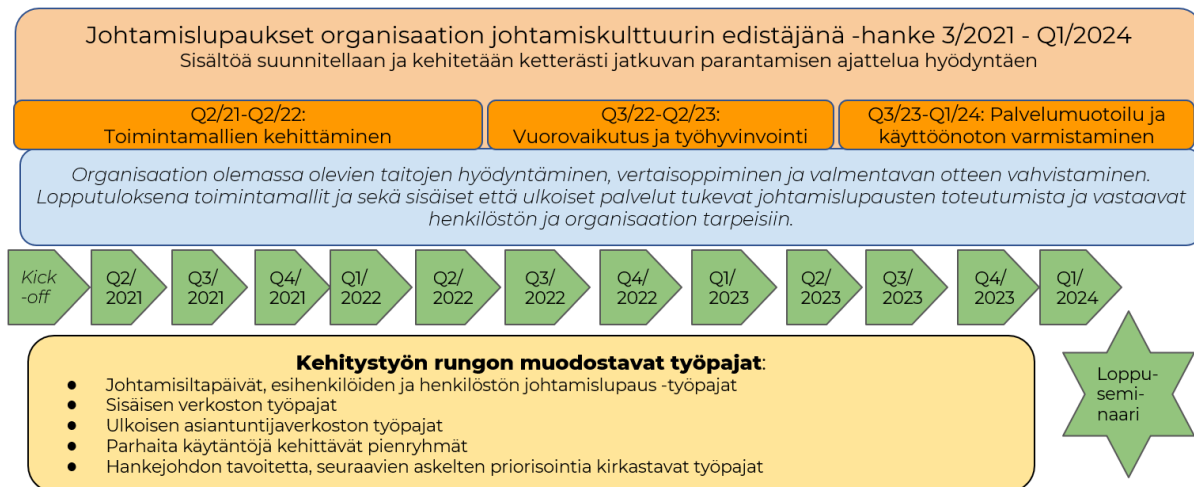 Johtamislupaukset organisaation johtamiskulttuurin edistäjänä -hanke 3/2021 - Q1/2024
Sisältöä suunnitellaan ja kehitetään ketterästi jatkuvan parantamisen ajattelua hyödyntäen
Q2/21-Q2/22:
Toimintamallien kehittäminen
Q3/22-Q2/23:
Vuorovaikutus ja työhyvinvointi
Q3/23-Q1/24: Palvelumuotoilu ja
käyttöönoton varmistaminen
Organisaation olemassa olevien taitojen hyödyntäminen, vertaisoppiminen ja valmentavan otteen vahvistaminen.
Lopputuloksena toimintamallit ja sekä sisäiset että ulkoiset palvelut tukevat johtamislupausten toteutumista ja vastaavat
henkilöstön ja organisaation tarpeisiin.
Kick
-off
Q2/
2021
Q3/
2021
Q4/
2021
Q1/
2022
Q2/
2022
Q3/
2022
Q4/
2022
Q1/
2023
Q2/
2023
Q3/
2023
Q4/
2023
Q1/
2024
Kehitystyön rungon muodostavat työpajat:
● Johtamisiltapäivät, esihenkilöiden ja henkilöstön johtamislupaus -työpajat
● Sisäisen verkoston työpajat
● Ulkoisen asiantuntijaverkoston työpajat
● Parhaita käytäntöjä kehittävät pienryhmät
● Hankejohdon tavoitetta, seuraavien askelten priorisointia kirkastavat työpajat
Loppu-
semi-
naari